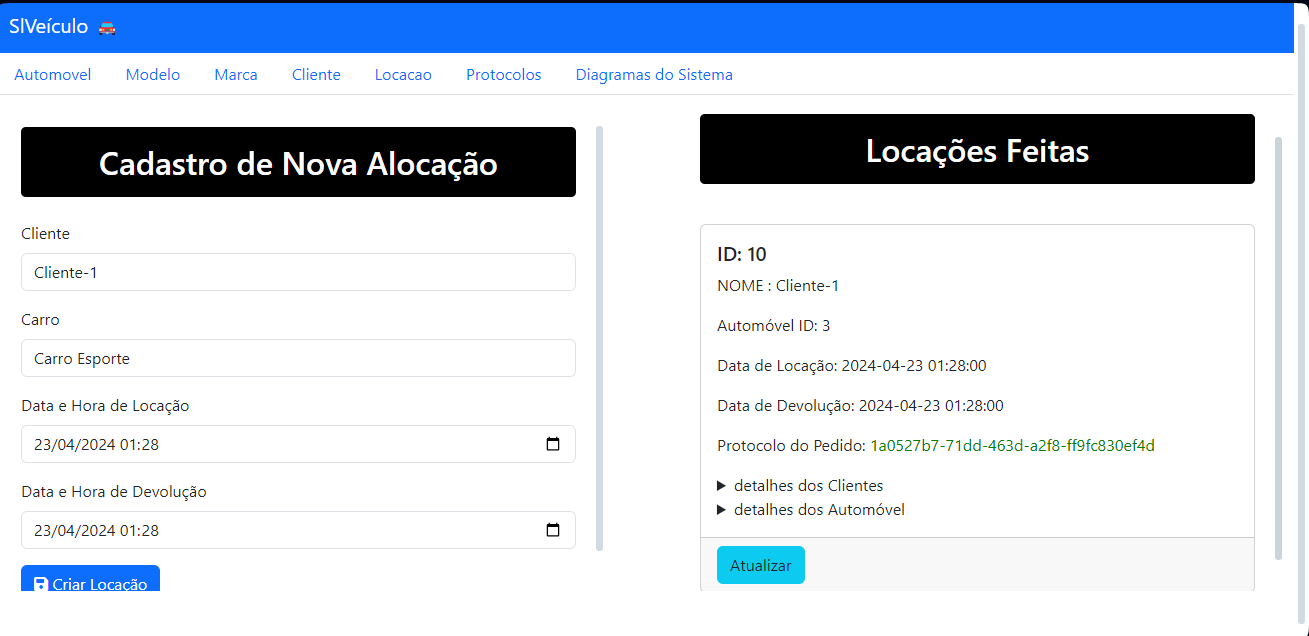 SlVeículo
Automovel Modelo Marca Cliente Locacao Protocolos Diagramas do Sistema
Cadastro de Nova Alocação
Cliente
Cliente-1
Carro
Carro Esporte
Data e Hora de Locação
23/04/2024 01:28
Data e Hora de Devolução
23/04/2024 01:28
Criar Locação
Locações Feitas
ID: 10
NOME : Cliente-1
Automóvel ID: 3
Data de Locação: 2024-04-23 01:28:00
Data de Devolução: 2024-04-23 01:28:00
Protocolo do Pedido: 1a0527b7-71dd-463d-a2f8-ff9fc830ef4d
detalhes dos Clientes
detalhes dos Automóvel
Atualizar